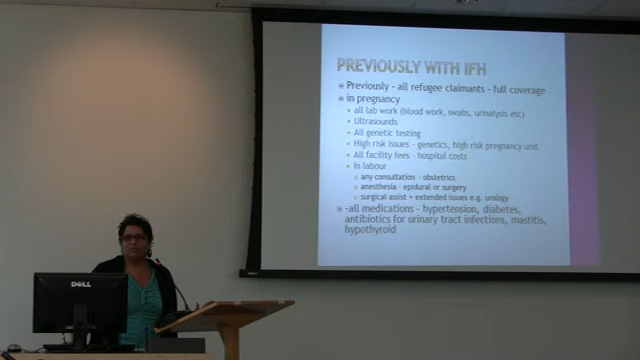 PREVIOUSLY WITH IFH
Previously - all refugee claimants - full coverage
in pregnancy
all lab work (blood work, swabs, urinalysis etc)
Ultrasounds
All genetic testing
High risk issues - genetics, high risk pregnancy unit
All facility fees - hospital costs
In labour
any consultation - obstetrics
anesthesia - epidural or surgery
surgical assist + extended issues e.g. urology
-all medications - hypertension, diabetes,
antibiotics for urinary tract infections, mastitis,
hypothyroid
DELL